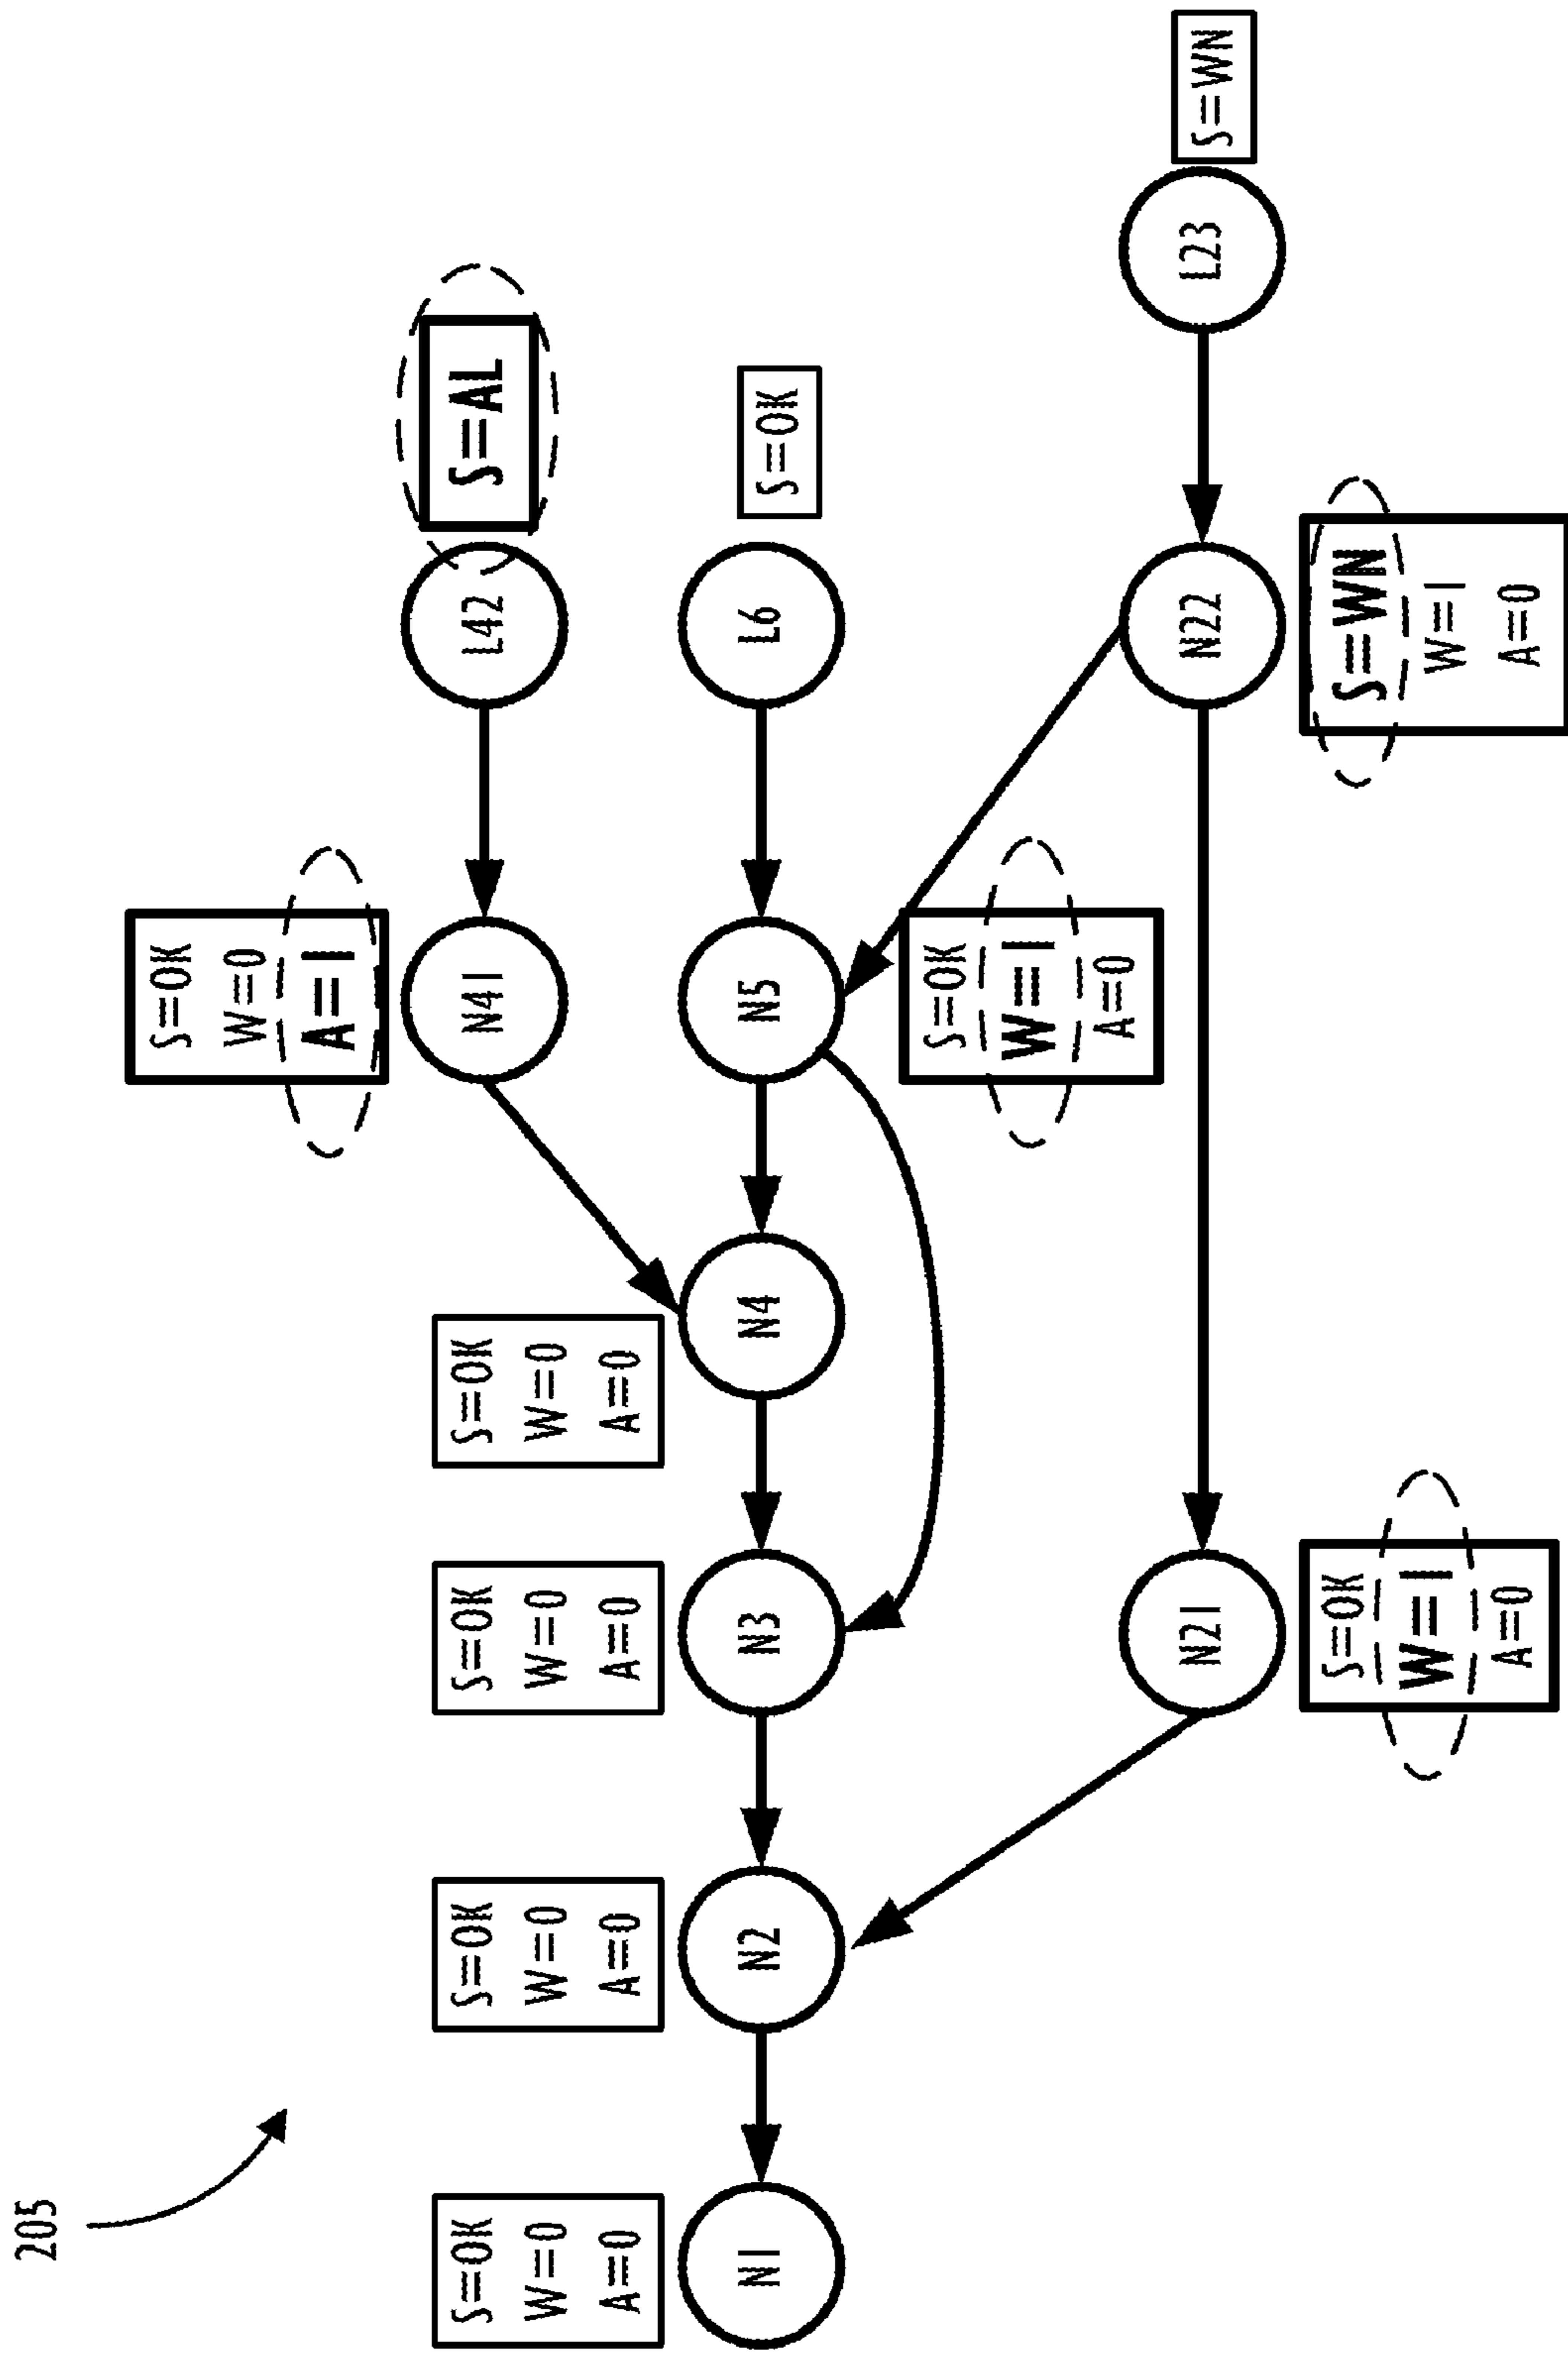 205
S=OK
W=0
A=1
S=OK
W=0
A=0
S=OK
W=0
A=0
S=OK
W=0
A=0
S=OK
W=0
A=0
N41
L42
S=AL
N1
N2
N3
N4
N5
L6
S=OK
S=OK
W=1
A=0
N21
N22
L23
S=WN
S=OK
W=1
A=0
S=WN
W=1
A=0